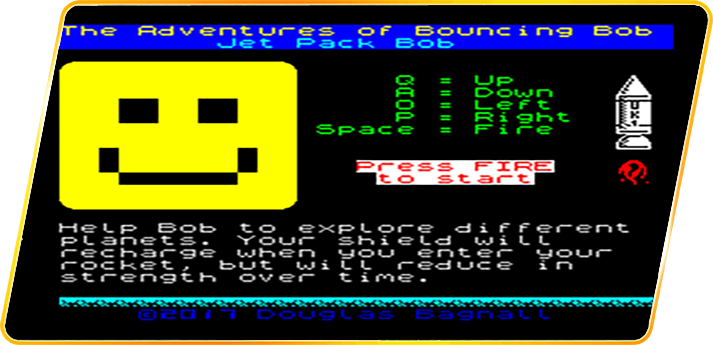 The Adventures of Bouncing Bob
Jet Pack Bob
Q = Up
A = Down
O = Left
P = Right
Space = Fire
UK1
Press FIRE
to start
Help Bob to explore different
planets. Your shield will
recharge when you enter your
rocket, but will reduce in
strength over time.
©2017 Douglas Bagnall